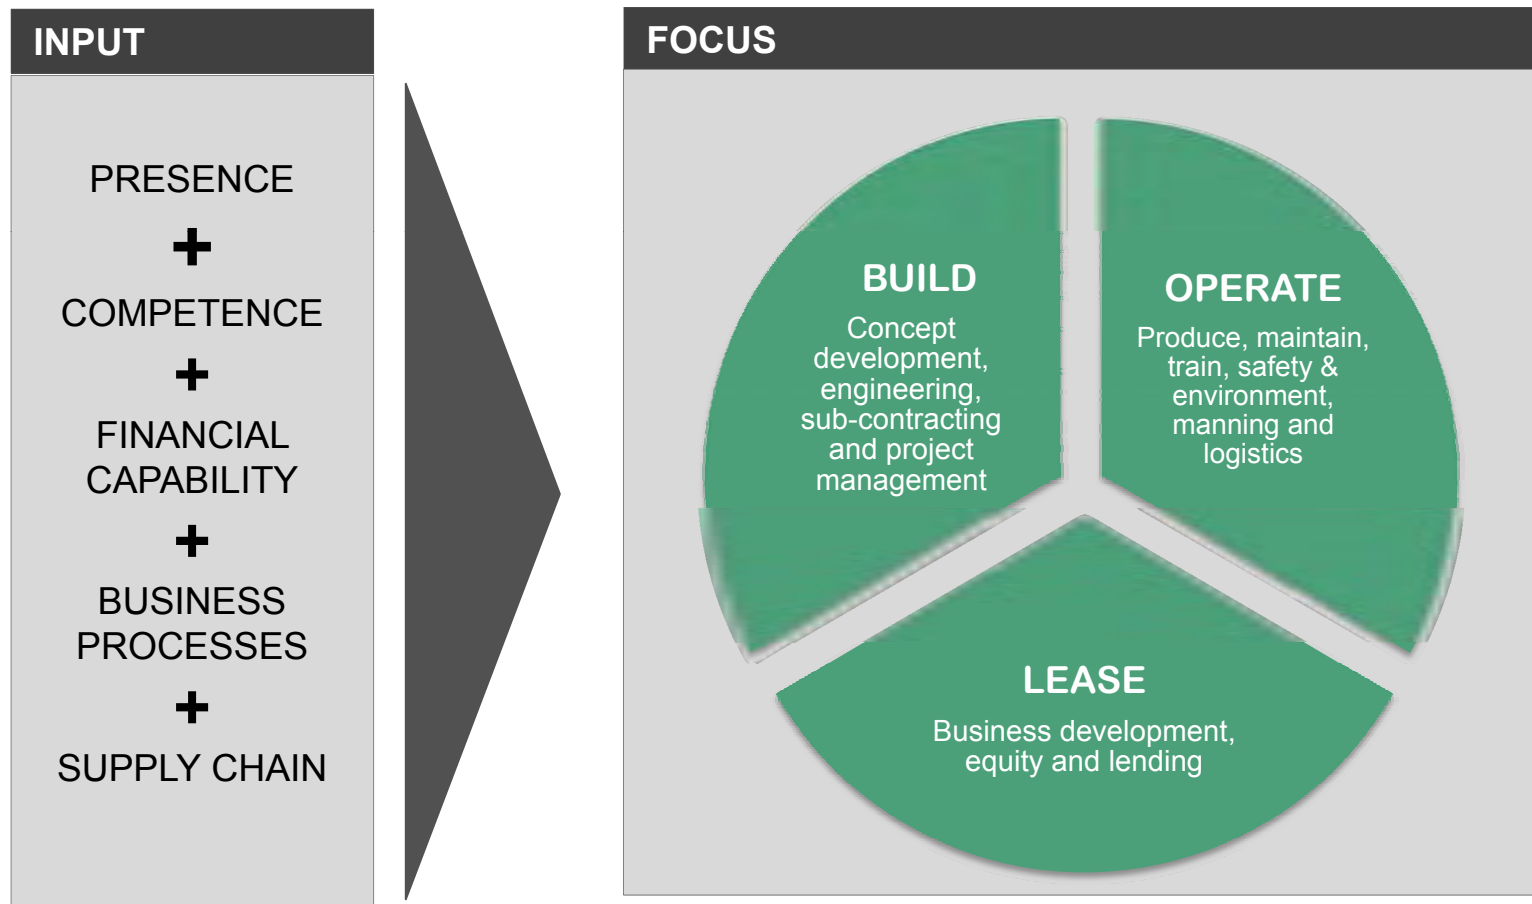 INPUT
PRESENCE
+
COMPETENCE
+
FINANCIAL
CAPABILITY
+
BUSINESS
PROCESSES
+
SUPPLY CHAIN
FOCUS
BUILD
Concept
development,
engineering,
sub-contracting
and project
management
OPERATE
Produce, maintain,
train, safety &
environment,
manning and
logistics
LEASE
Business development,
equity and lending